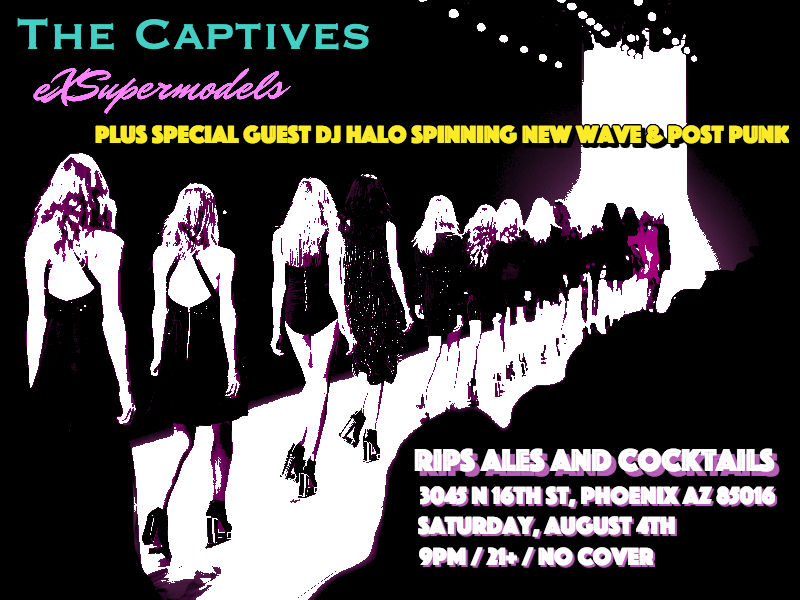 The Captives
eXSupermodels
PLUS SPECIAL GUEST DJ HALO SPINNING NEW WAVE & POST PUNK
RIPS ALES AND COCKTAILS
3045 N 16TH ST, PHOENIX AZ 85016
SATURDAY, AUGUST 4TH
9PM / 21+ / NO COVER